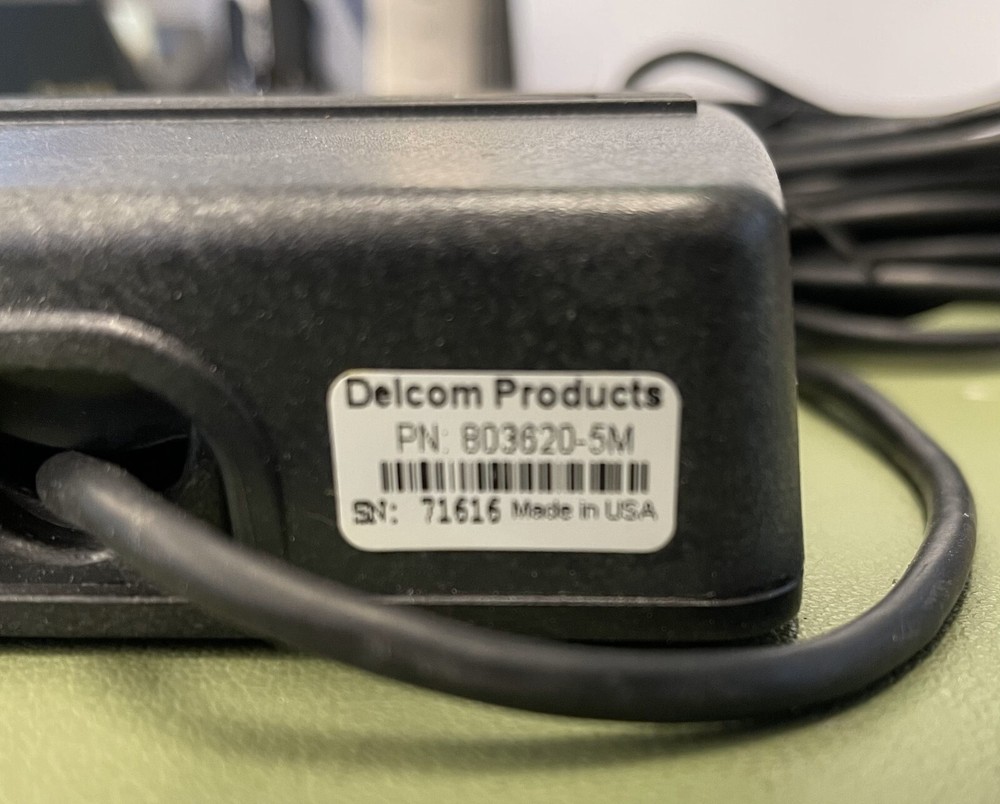 Delcom Products
PN: 803620-5M
SN: 71616 Made in USA